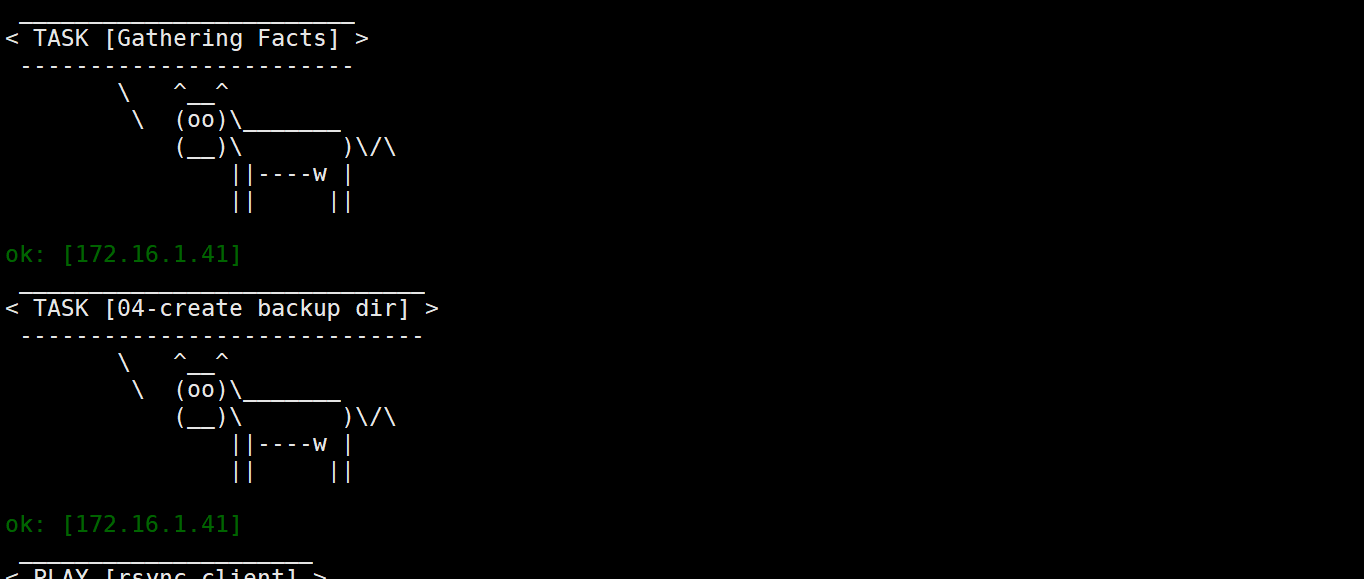 ________________________
< TASK [Gathering Facts] >
 ------------------------
        \   ^__^
         \  (oo)\_______
            (__)\       )\/\
                ||----w |
                ||     ||

ok: [172.16.1.41]
 _____________________________
< TASK [04-create backup dir] >
 -----------------------------
        \   ^__^
         \  (oo)\_______
            (__)\       )\/\
                ||----w |
                ||     ||

ok: [172.16.1.41]
 _____________________
< PLAY [rsync client] >